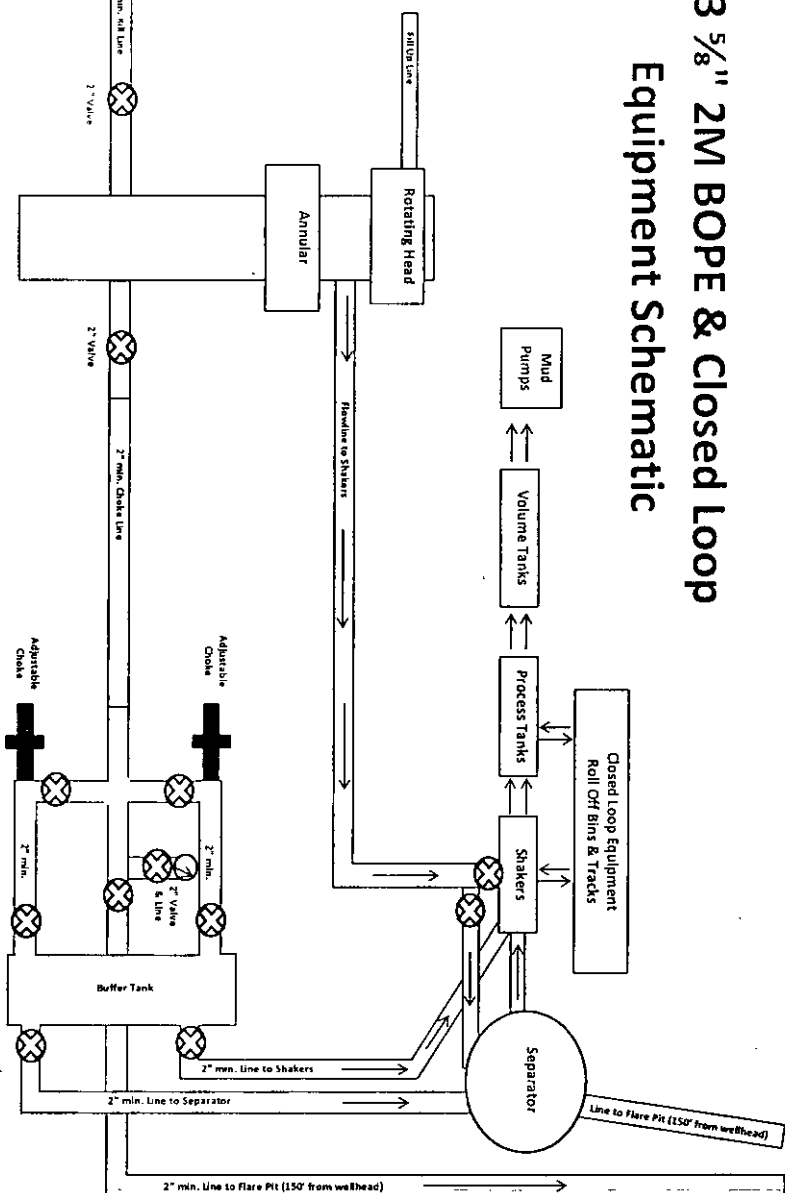 3 ⅝" 2M BOPE & Closed Loop
Equipment Schematic
Fill Up Line
Rotating Head
Annular
min. Kill Line
2" Valve
2" Valve
2" min. Choke Line
Flowline to Shakers
Mud
Pumps
Volume Tanks
Process Tanks
Shakers
Closed Loop Equipment
Roll Off Bins & Tracks
Adjustable
Choke
Adjustable
Choke
2" min.
2" min.
2" Valve
& Line
Buffer Tank
Separator
2" min. Line to Shakers
2" min. Line to Separator
Line to Flare Pit (150' from wellhead)
2" min. Line to Flare Pit (150' from wellhead)